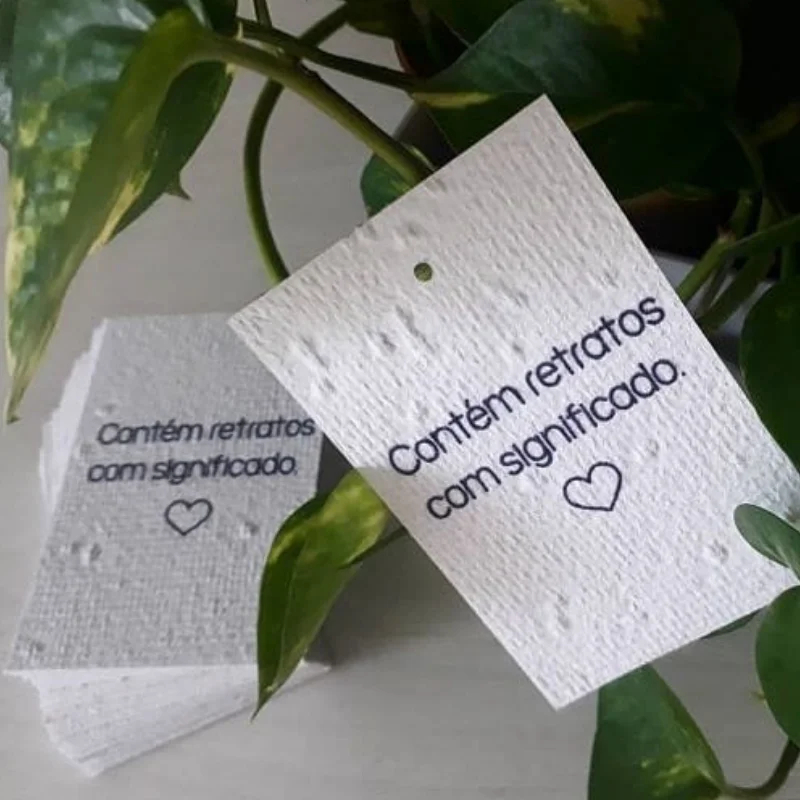 Contém retratos
com significado.
Contém retratos
com significado.